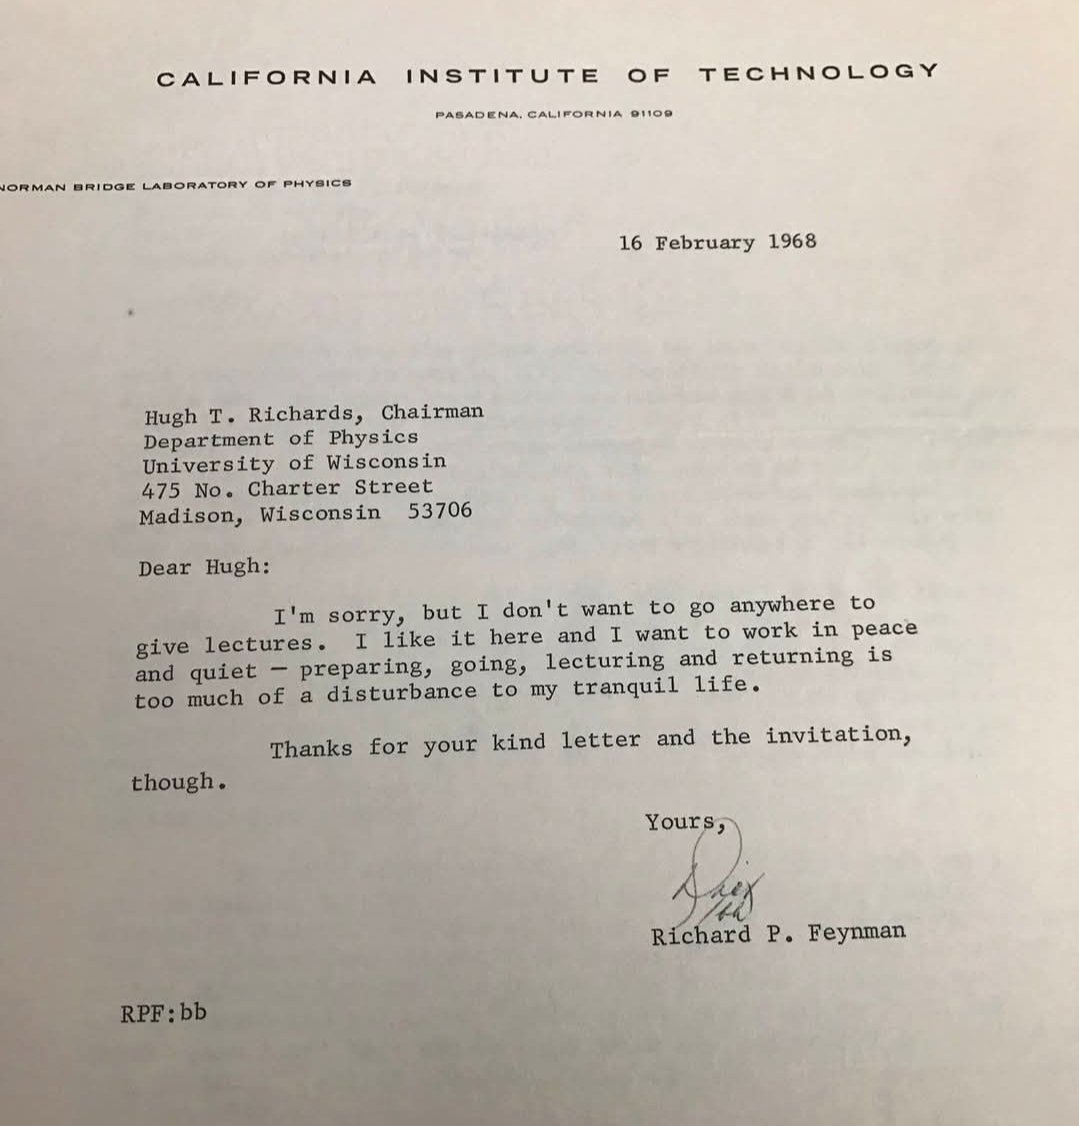 CALIFORNIA INSTITUTE OF TECHNOLOGY
PASADENA, CALIFORNIA 91109
NORMAN BRIDGE LABORATORY OF PHYSICS
16 February 1968
Hugh T. Richards, Chairman
Department of Physics
University of Wisconsin
475 No. Charter Street
Madison, Wisconsin 53706
Dear Hugh:
I'm sorry, but I don't want to go anywhere to
give lectures. I like it here and I want to work in peace
and quiet — preparing, going, lecturing and returning is
too much of a disturbance to my tranquil life.
Thanks for your kind letter and the invitation,
though.
Yours,
Richard P. Feynman
RPF:bb